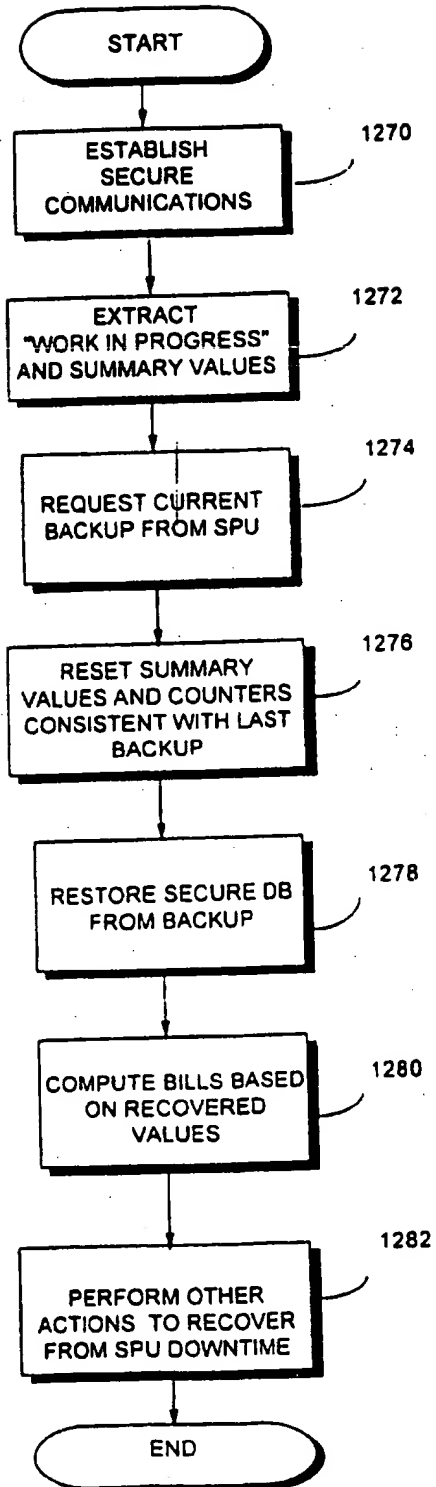 START
1270
ESTABLISH
SECURE
COMMUNICATIONS
1272
EXTRACT
"WORK IN PROGRESS"
AND SUMMARY VALUES
1274
REQUEST CURRENT
BACKUP FROM SPU
1276
RESET SUMMARY
VALUES AND COUNTERS
CONSISTENT WITH LAST
BACKUP
1278
RESTORE SECURE DB
FROM BACKUP
1280
COMPUTE BILLS BASED
ON RECOVERED
VALUES
1282
PERFORM OTHER
ACTIONS TO RECOVER
FROM SPU DOWNTIME
END